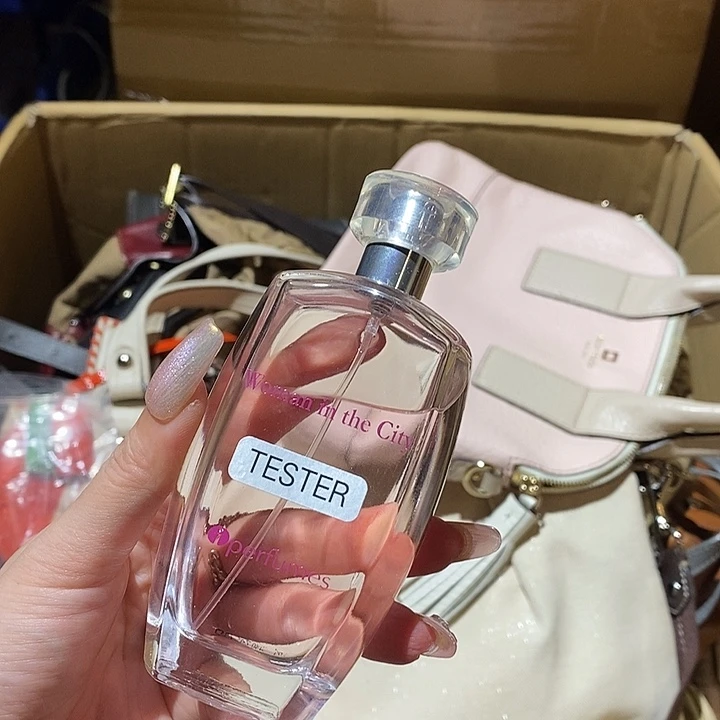 Woman in the City
TESTER
iperfumes